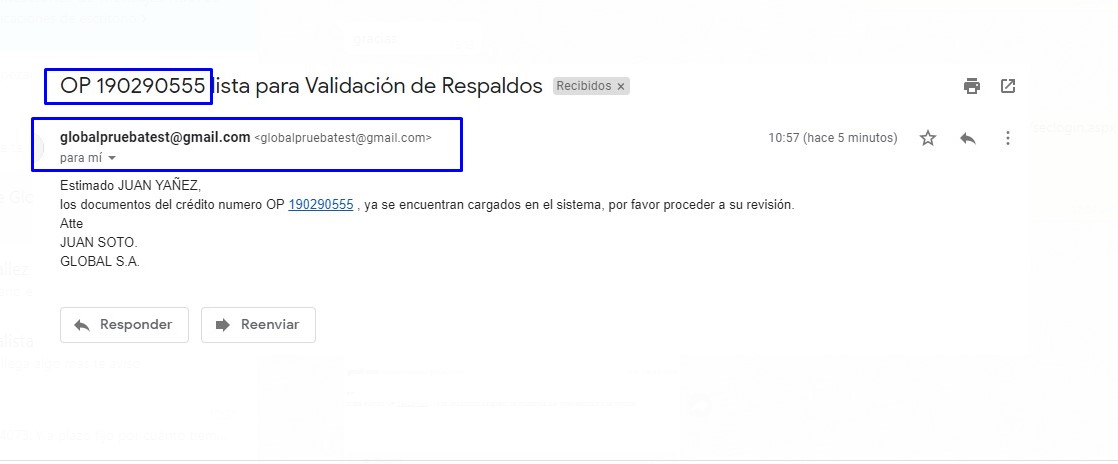 gracias
OP 190290555 lista para Validación de Respaldos Recibidos x
globalpruebatest@gmail.com <globalpruebatest@gmail.com> 10:57 (hace 5 minutos)
para mí
Estimado JUAN YAÑEZ,
los documentos del crédito numero OP 190290555 , ya se encuentran cargados en el sistema, por favor proceder a su revisión.
Atte
JUAN SOTO.
GLOBAL S.A.
Responder Reenviar